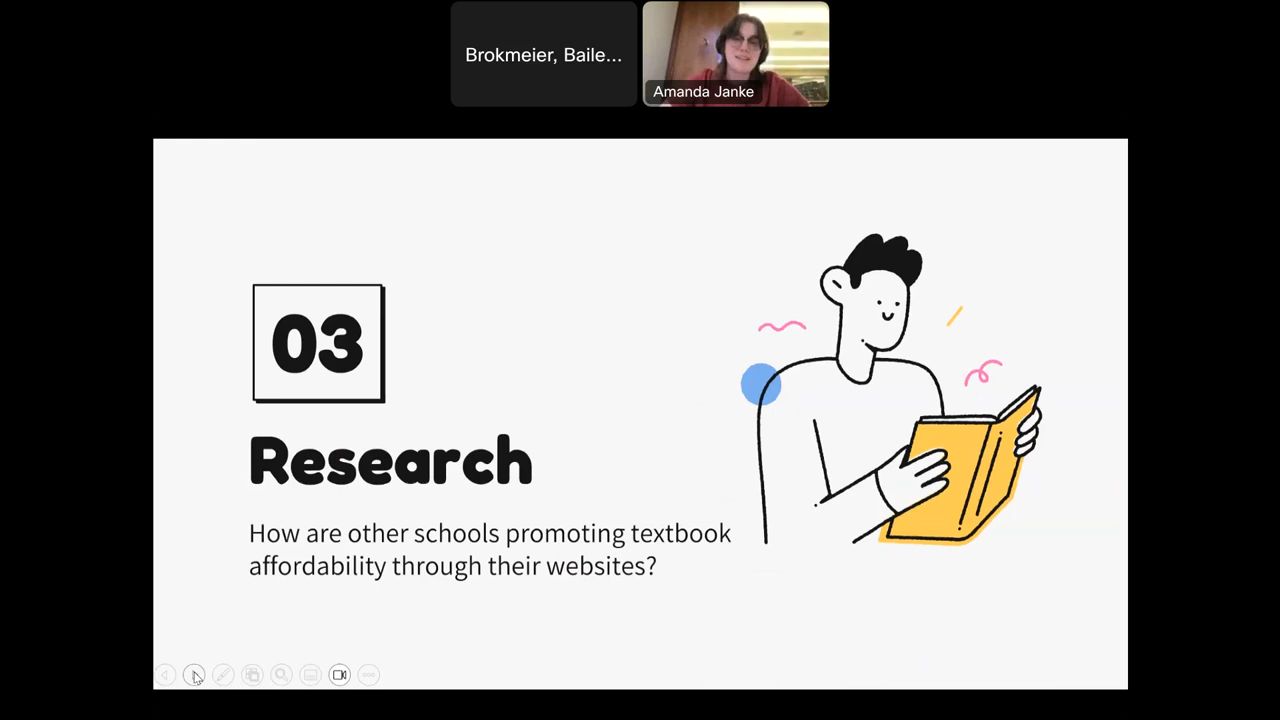 Brokmeier, Baile...
Amanda Janke
03
Research
How are other schools promoting textbook
affordability through their websites?